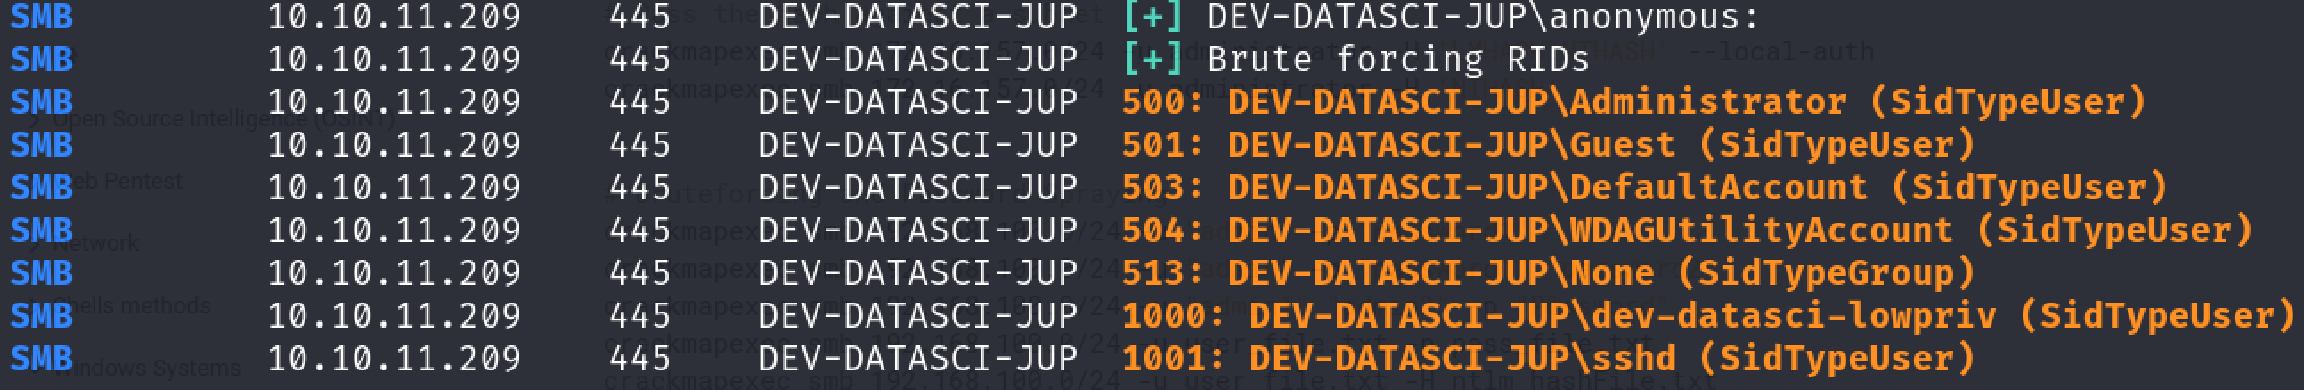 SMB 10.10.11.209 445 DEV-DATASCI-JUP [+] DEV-DATASCI-JUP\anonymous:
SMB 10.10.11.209 445 DEV-DATASCI-JUP [+] Brute forcing RIDs
SMB 10.10.11.209 445 DEV-DATASCI-JUP 500: DEV-DATASCI-JUP\Administrator (SidTypeUser)
SMB 10.10.11.209 445 DEV-DATASCI-JUP 501: DEV-DATASCI-JUP\Guest (SidTypeUser)
SMB 10.10.11.209 445 DEV-DATASCI-JUP 503: DEV-DATASCI-JUP\DefaultAccount (SidTypeUser)
SMB 10.10.11.209 445 DEV-DATASCI-JUP 504: DEV-DATASCI-JUP\WDAGUtilityAccount (SidTypeUser)
SMB 10.10.11.209 445 DEV-DATASCI-JUP 513: DEV-DATASCI-JUP\None (SidTypeGroup)
SMB 10.10.11.209 445 DEV-DATASCI-JUP 1000: DEV-DATASCI-JUP\dev-datasci-lowpriv (SidTypeUser)
SMB 10.10.11.209 445 DEV-DATASCI-JUP 1001: DEV-DATASCI-JUP\sshd (SidTypeUser)